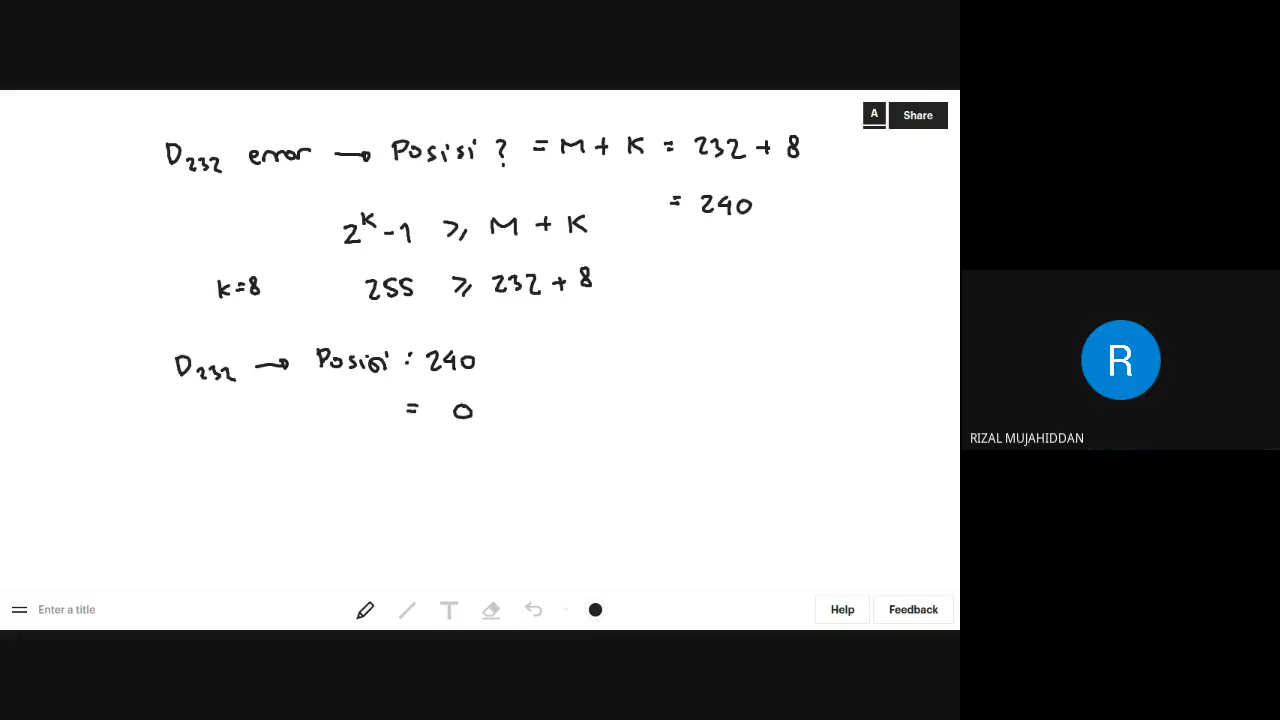 D232 error → Posisi ? = M + K = 232 + 8
= 240
2^K - 1 ≥ M + K
K=8 255 ≥ 232 + 8
D232 → Posisi : 240
= 0
A Share
R
RIZAL MUJAHIDDAN
Enter a title T Help Feedback